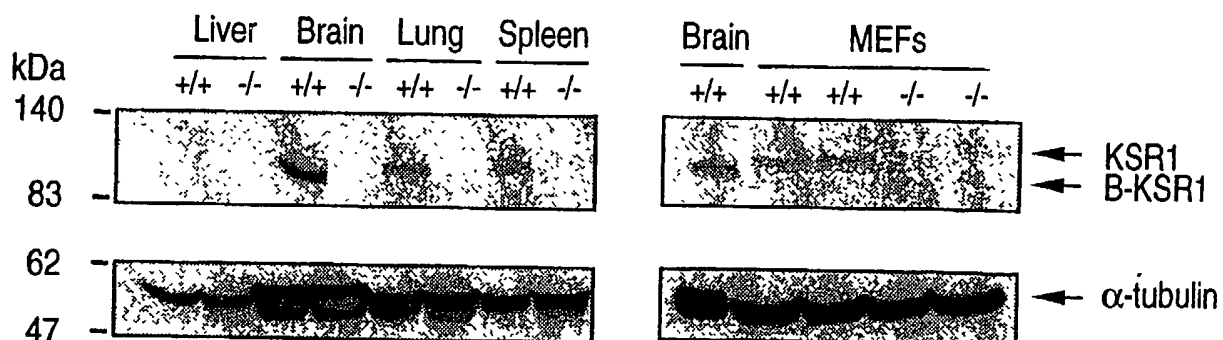 Liver Brain Lung Spleen Brain MEFs
kDa
+/+ -/- +/+ -/- +/+ -/- +/+ -/- +/+ +/+ +/+ -/- -/-
140
KSR1
83
B-KSR1
62
α-tubulin
47